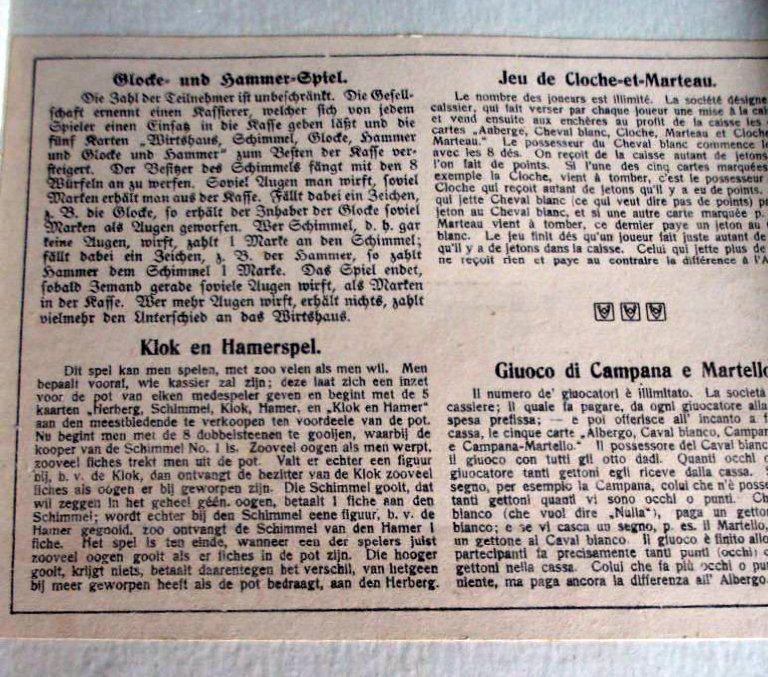 Glocke- und Hammer-Spiel.
Die Zahl der Teilnehmer ist unbeschränkt. Die Gesell-
schaft ernennt einen Kassierer, welcher sich von jedem
Spieler einen Einsatz in die Kasse geben läßt und die
fünf Karten „Wirtshaus, Schimmel, Glocke, Hammer
und Glocke und Hammer" zum Besten der Kasse ver-
steigert. Der Besitzer des Schimmels fängt mit den 8
Würfeln an zu werfen. Soviel Augen man wirft, soviel
Marken erhält man aus der Kasse. Fällt dabei ein Zeichen,
z. B. die Glocke, so erhält der Inhaber der Glocke soviel
Marken als Augen geworfen. Wer Schimmel, d. h. gar
keine Augen, wirft, zahlt 1 Marke an den Schimmel;
fällt dabei ein Zeichen, z. B. der Hammer, so zahlt
Hammer dem Schimmel 1 Marke. Das Spiel endet,
sobald Jemand gerade soviele Augen wirft, als Marken
in der Kasse. Wer mehr Augen wirft, erhält nichts, zahlt
vielmehr den Unterschied an das Wirtshaus.
Klok en Hamerspel.
Dit spel kan men spelen, met zoo velen als men wil. Men
bepaalt vooraf, wie kassier zal zijn; deze laat zich een inzet
voor de pot van elken medespeler geven en begint met de 5
kaarten „Herberg, Schimmel, Klok, Hamer, en „Klok en Hamer"
aan den meestbiedende te verkoopen ten voordeele van de pot.
Nu begint men met de 8 dobbelsteenen te gooijen, waarbij de
kooper van de Schimmel No. 1 is. Zooveel oogen als men werpt,
zooveel fiches trekt men uit de pot. Valt er echter een figuur
bij, b. v. de Klok, dan ontvangt de bezitter van de Klok zooveel
fiches als oogen er bij geworpen zijn. Die Schimmel gooit, dat
wil zeggen in het geheel géén oogen, betaalt 1 fiche aan den
Schimmel; wordt echter bij den Schimmel eene figuur, b. v. de
Hamer gegooid, zoo ontvangt de Schimmel van den Hamer 1
fiche. Het spel is ten einde, wanneer een der spelers juist
zooveel oogen gooit als er fiches in de pot zijn. Die hooger
gooit, krijgt niets, betaalt daarentegen het verschil, van hetgeen
bij meer geworpen heeft als de pot bedraagt, aan den Herberg.
Jeu de Cloche-et-Marteau.
Le nombre des joneurs est illimité. La société désigne
caissier, qui fait verser par chaque joueur une mise à la
et vend ensuite aux enchères au profit de la caisse les
cartes „Auberge, Cheval blanc, Cloche, Marteau et Cloche
Marteau." Le possesseur du Cheval blanc commence
avec les 8 dés. On reçoit de la caisse autant de jetons
l'on fait de points. Si l'une des cinq cartes marquées
exemple la Cloche, vient à tomber, c'est le possesseur
Cloche qui reçoit autant de jetons qu'il y a eu de points.
qui jette Cheval blanc (ce qui veut dire pas de points)
jeton au Cheval blanc, et si une autre carte marquée p.
Marteau vient à tomber, ce dernier paye un jeton au
blanc. Le jeu finit dés qu'un joueur fait juste autant de
qu'il y a de jetons dans la caisse. Celui qui jette plus de
ne reçoit rien et paye au contraire la différence à
Giuoco di Campana e Martello
Il numero de' giuocatori è illimitato. La società
cassiere; il quale fa pagare, da ogni giuocatore alla
spesa prefissa; — e poi offerisce all' incanto a
cassa, le cinque carte „Albergo, Caval bianco,
e Campana-Martello." Il possessore del Caval
il giuoco con tutti gli otto dadi. Quanti occhi
giuocatore tanti gettoni egli riceve dalla cassa.
segno, per esempio la Campana, colui che n'è
tanti gettoni quanti vi sono occhi o punti.
blanco (che vuol dire „Nulla"), paga un
blanco; e se vi casca un segno, p. es. il Martello,
un gettone al Caval bianco. Il giuoco è finito
partecipanti fa precisamente tanti punti (occhi)
gettoni nella cassa. Colui che fa più occhi o
niente, ma paga ancora la differenza all' Albergo.